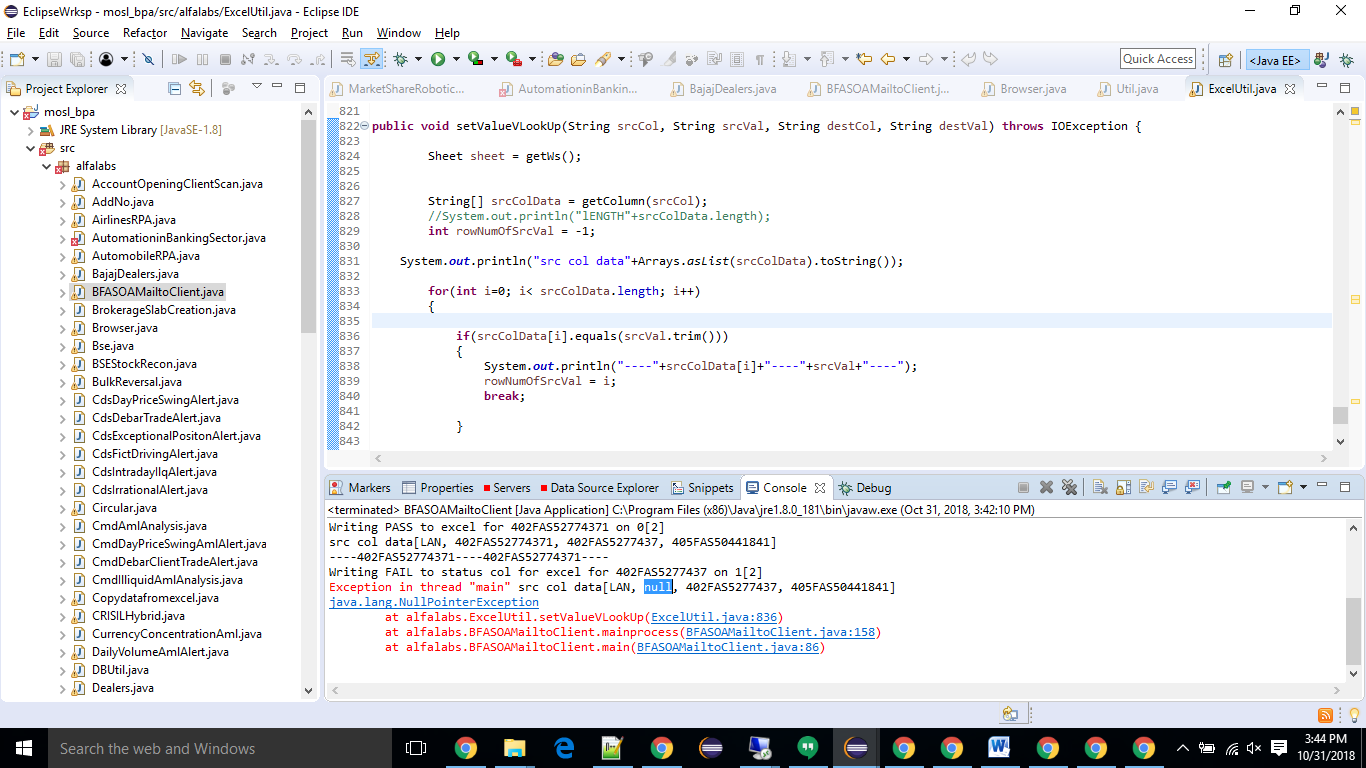 EclipseWrksp - mosl_bpa/src/alfalabs/ExcelUtil.java - Eclipse IDE
File Edit Source Refactor Navigate Search Project Run Window Help
Quick Access
<Java EE>
Project Explorer
mosl_bpa
JRE System Library [JavaSE-1.8]
src
alfalabs
AccountOpeningClientScan.java
AddNo.java
AirlinesRPA.java
AutomationinBankingSector.java
AutomobileRPA.java
BajajDealers.java
BFASOAMailtoClient.java
BrokerageSlabCreation.java
Browser.java
Bse.java
BSEStockRecon.java
BulkReversal.java
CdsDayPriceSwingAlert.java
CdsDebarTradeAlert.java
CdsExceptionalPositonAlert.java
CdsFictDrivingAlert.java
CdsIntradayIlqAlert.java
CdsIrrationalAlert.java
Circular.java
CmdAmlAnalysis.java
CmdDayPriceSwingAmlAlert.java
CmdDebarClientTradeAlert.java
CmdIlliquidAmlAnalysis.java
Copydatafromexcel.java
CRISILHybrid.java
CurrencyConcentrationAml.java
DailyVolumeAmlAlert.java
DBUtil.java
Dealers.java
MarketShareRobotic... AutomationinBankin... BajajDealers.java BFASOAMailtoClient.j... Browser.java Util.java ExcelUtil.java
821
822 public void setValueVLookUp(String srcCol, String srcVal, String destCol, String destVal) throws IOException {
823
824 Sheet sheet = getWs();
825
826
827 String[] srcColData = getColumn(srcCol);
828 //System.out.println("lENGTH"+srcColData.length);
829 int rowNumOfSrcVal = -1;
830
831 System.out.println("src col data"+Arrays.asList(srcColData).toString());
832
833 for(int i=0; i< srcColData.length; i++)
834 {
835
836 if(srcColData[i].equals(srcVal.trim()))
837 {
838 System.out.println("----"+srcColData[i]+"----"+srcVal+"----");
839 rowNumOfSrcVal = i;
840 break;
841
842 }
843
Markers Properties Servers Data Source Explorer Snippets Console Debug
<terminated> BFASOAMailtoClient [Java Application] C:\Program Files (x86)\Java\jre1.8.0_181\bin\javaw.exe (Oct 31, 2018, 3:42:10 PM)
Writing PASS to excel for 402FAS52774371 on 0[2]
src col data[LAN, 402FAS52774371, 402FAS5277437, 405FAS50441841]
----402FAS52774371----402FAS52774371----
Writing FAIL to status col for excel for 402FAS5277437 on 1[2]
Exception in thread "main" src col data[LAN, null, 402FAS5277437, 405FAS50441841]
java.lang.NullPointerException
at alfalabs.ExcelUtil.setValueVLookUp(ExcelUtil.java:836)
at alfalabs.BFASOAMailtoClient.mainprocess(BFASOAMailtoClient.java:158)
at alfalabs.BFASOAMailtoClient.main(BFASOAMailtoClient.java:86)
Search the web and Windows
3:44 PM
10/31/2018